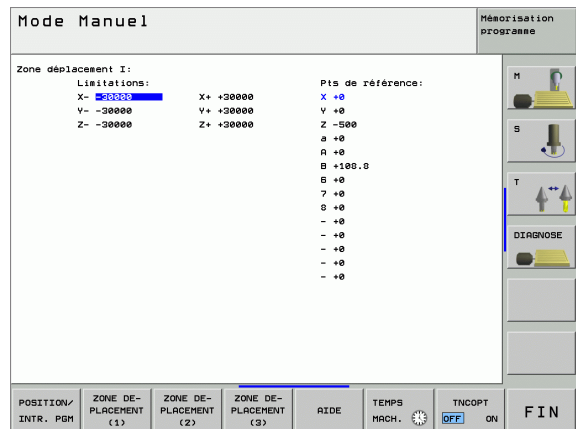 Mode Manuel
Mémorisation
programme
Zone déplacement I:
Limitations:
Pts de référence:
X- -30000 X+ +30000 X +0
Y- -30000 Y+ +30000 Y +0
Z- -30000 Z+ +30000 Z -500
a +0
A +0
B +108.8
6 +0
7 +0
8 +0
- +0
- +0
- +0
- +0
- +0
M
S
T
DIAGNOSE
POSITION/
INTR. PGM
ZONE DE-
PLACEMENT
(1)
ZONE DE-
PLACEMENT
(2)
ZONE DE-
PLACEMENT
(3)
AIDE
TEMPS
MACH.
TNCOPT
OFF ON
FIN